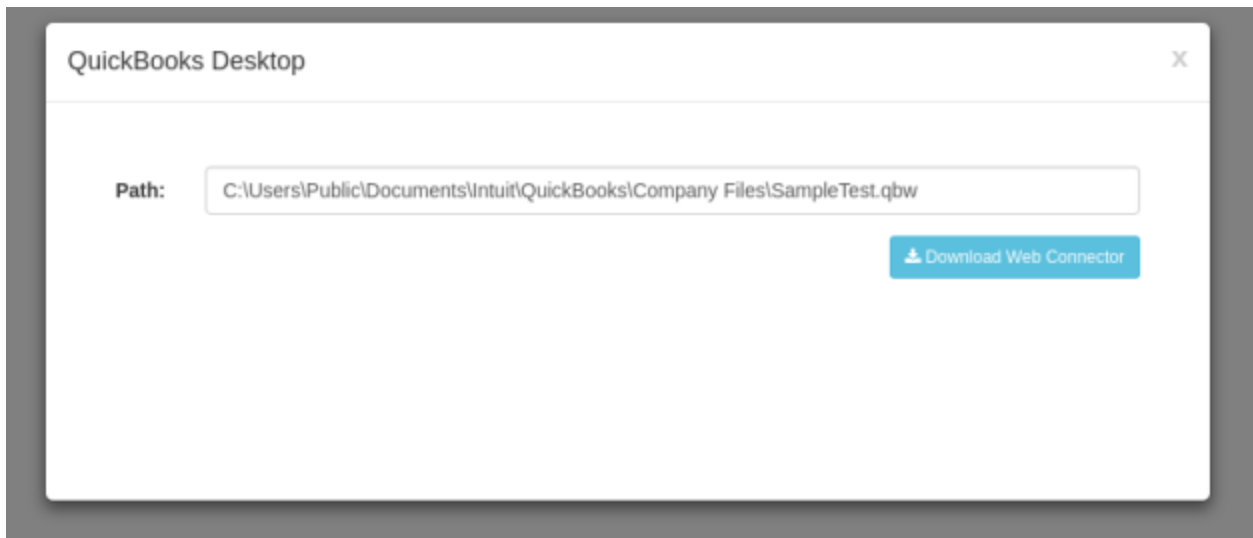 QuickBooks Desktop x
Path: C:\Users\Public\Documents\Intuit\QuickBooks\Company Files\SampleTest.qbw
Download Web Connector